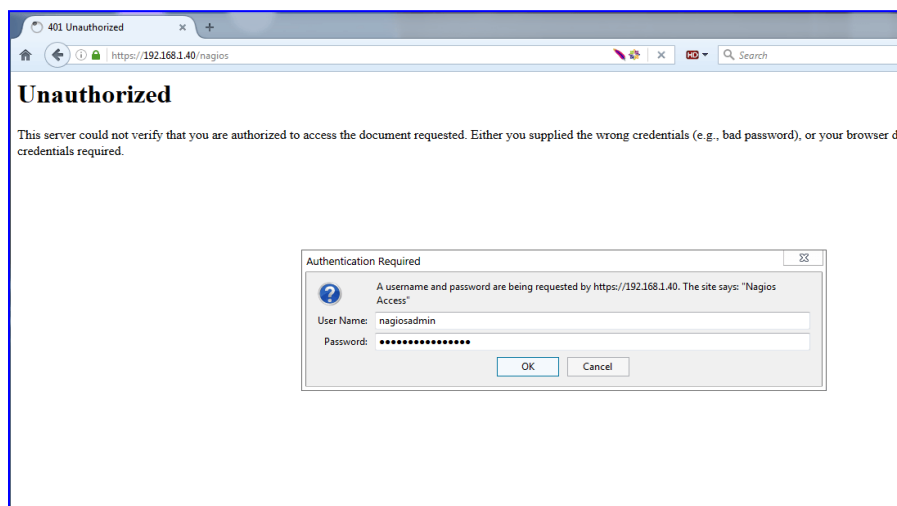 401 Unauthorized
https://192.168.1.40/nagios
HD
Search
Unauthorized
This server could not verify that you are authorized to access the document requested. Either you supplied the wrong credentials (e.g., bad password), or your browser d
credentials required.
Authentication Required
A username and password are being requested by https://192.168.1.40. The site says: "Nagios
Access"
User Name: nagiosadmin
Password: ••••••••••••••••
OK Cancel